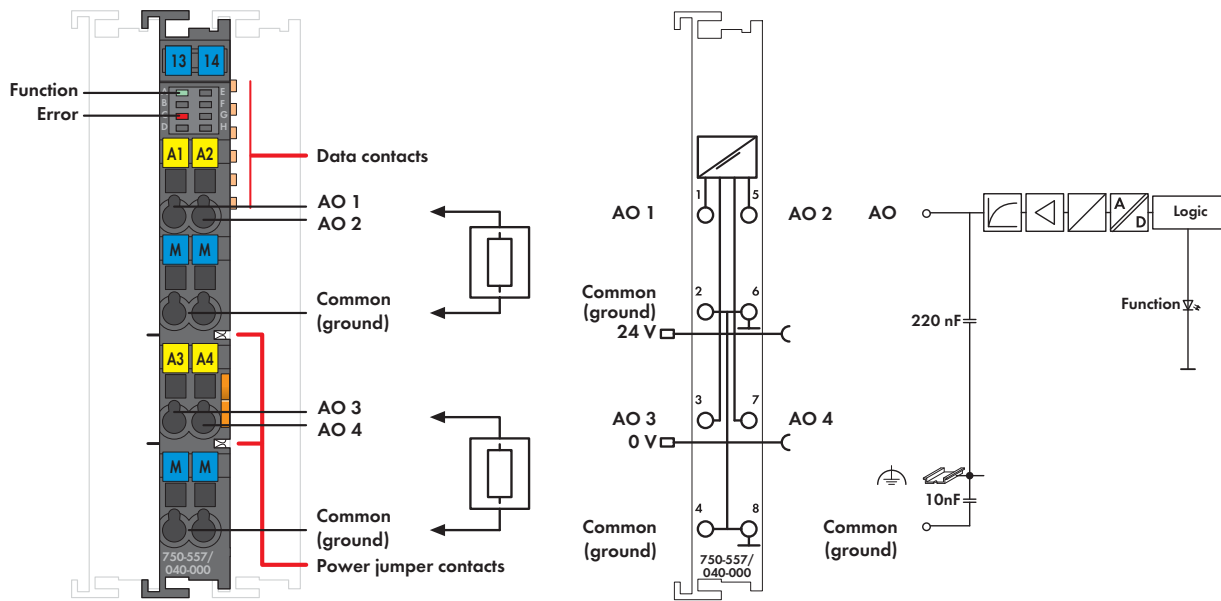 13 14
Function
Error
A E
B F
C G
D H
A1 A2
Data contacts
AO 1
AO 2
M M
Common
(ground)
A3 A4
AO 3
AO 4
M M
Common
(ground)
750-557/
040-000
Power jumper contacts
1 5
AO 1 AO 2
2 6
Common
(ground)
24 V
3 7
AO 3 AO 4
0 V
4 8
Common
(ground)
750-557/
040-000
AO
A
D
Logic
Function
220 nF
10nF
Common
(ground)